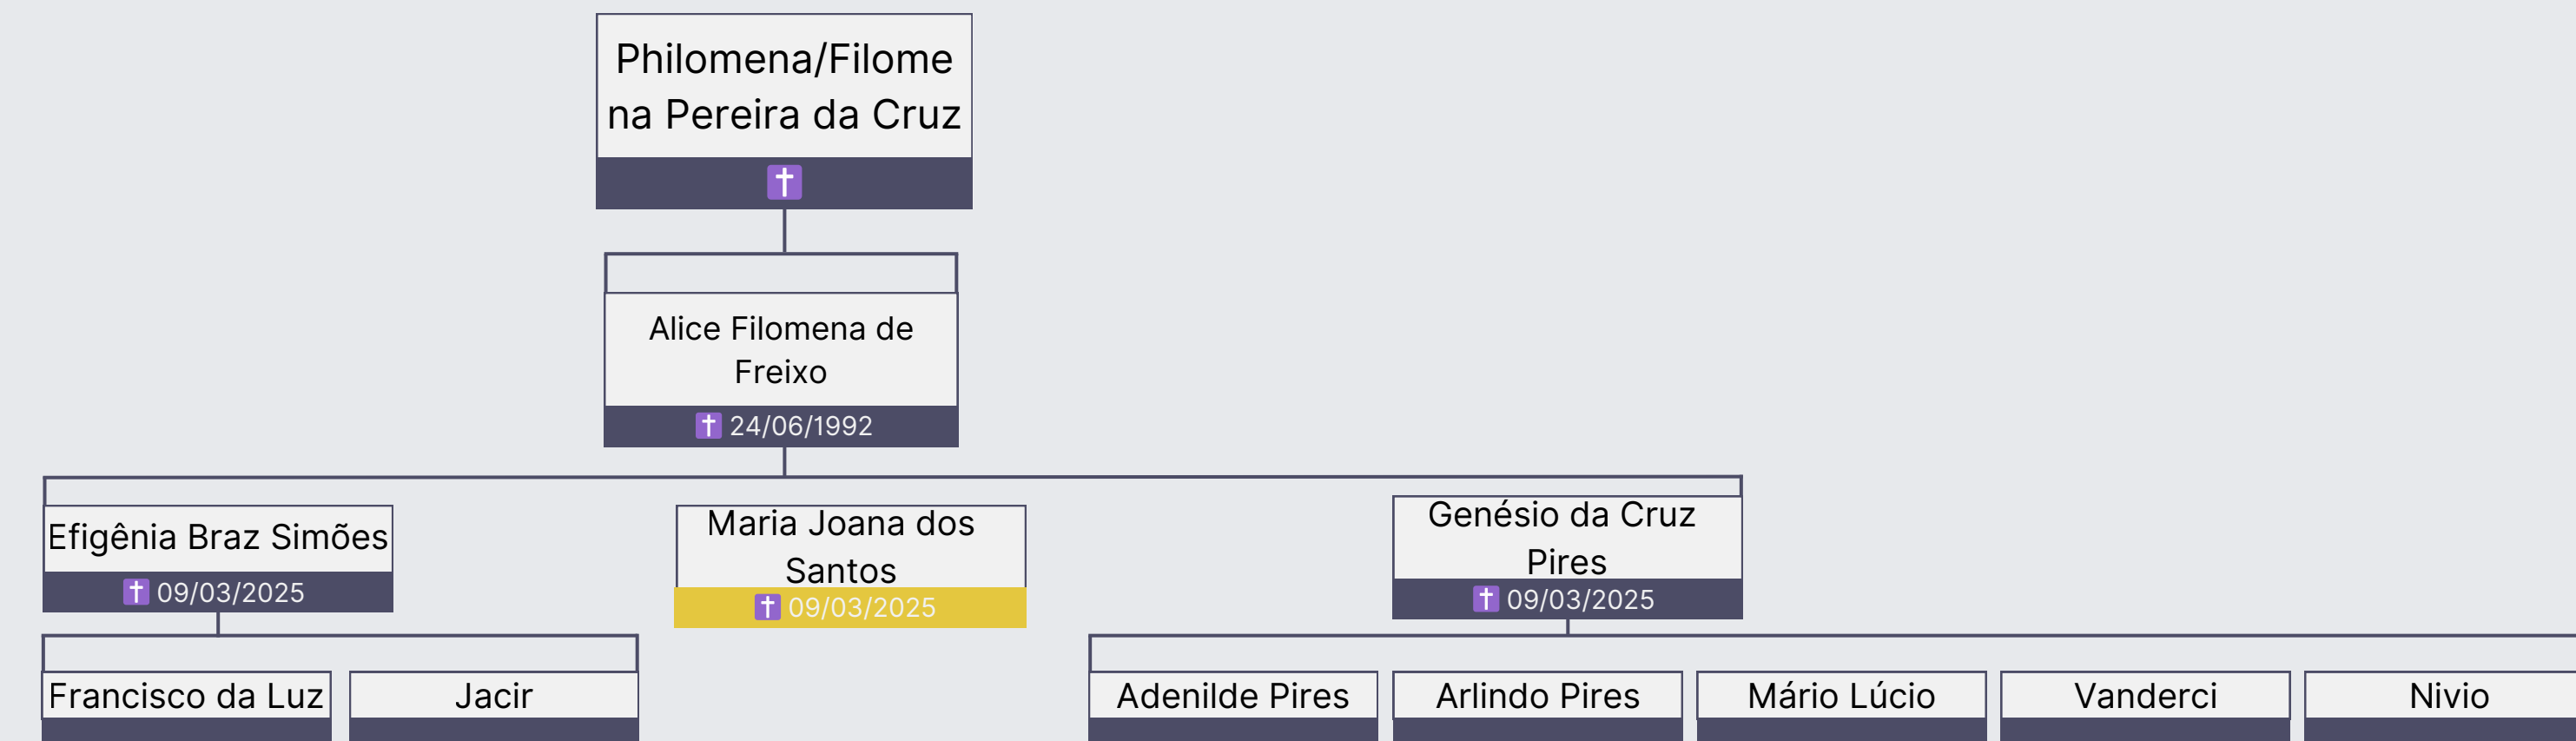 Philomena/Filome
na Pereira da Cruz
✝
Alice Filomena de
Freixo
✝ 24/06/1992
Efigênia Braz Simões
✝ 09/03/2025
Maria Joana dos
Santos
✝ 09/03/2025
Genésio da Cruz
Pires
✝ 09/03/2025
Francisco da Luz
Jacir
Adenilde Pires
Arlindo Pires
Mário Lúcio
Vanderci
Nivio